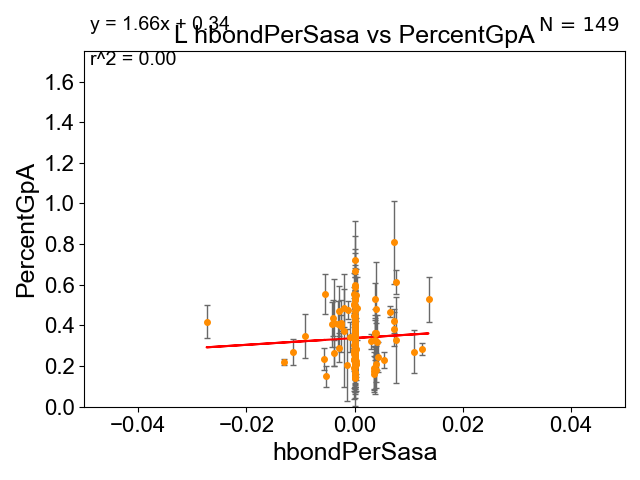 y = 1.66x + 0.34
N = 149
L hbondPerSasa vs PercentGpA
r^2 = 0.00
PercentGpA
1.6
1.4
1.2
1.0
0.8
0.6
0.4
0.2
0.0
−0.04 −0.02 0.00 0.02 0.04
hbondPerSasa